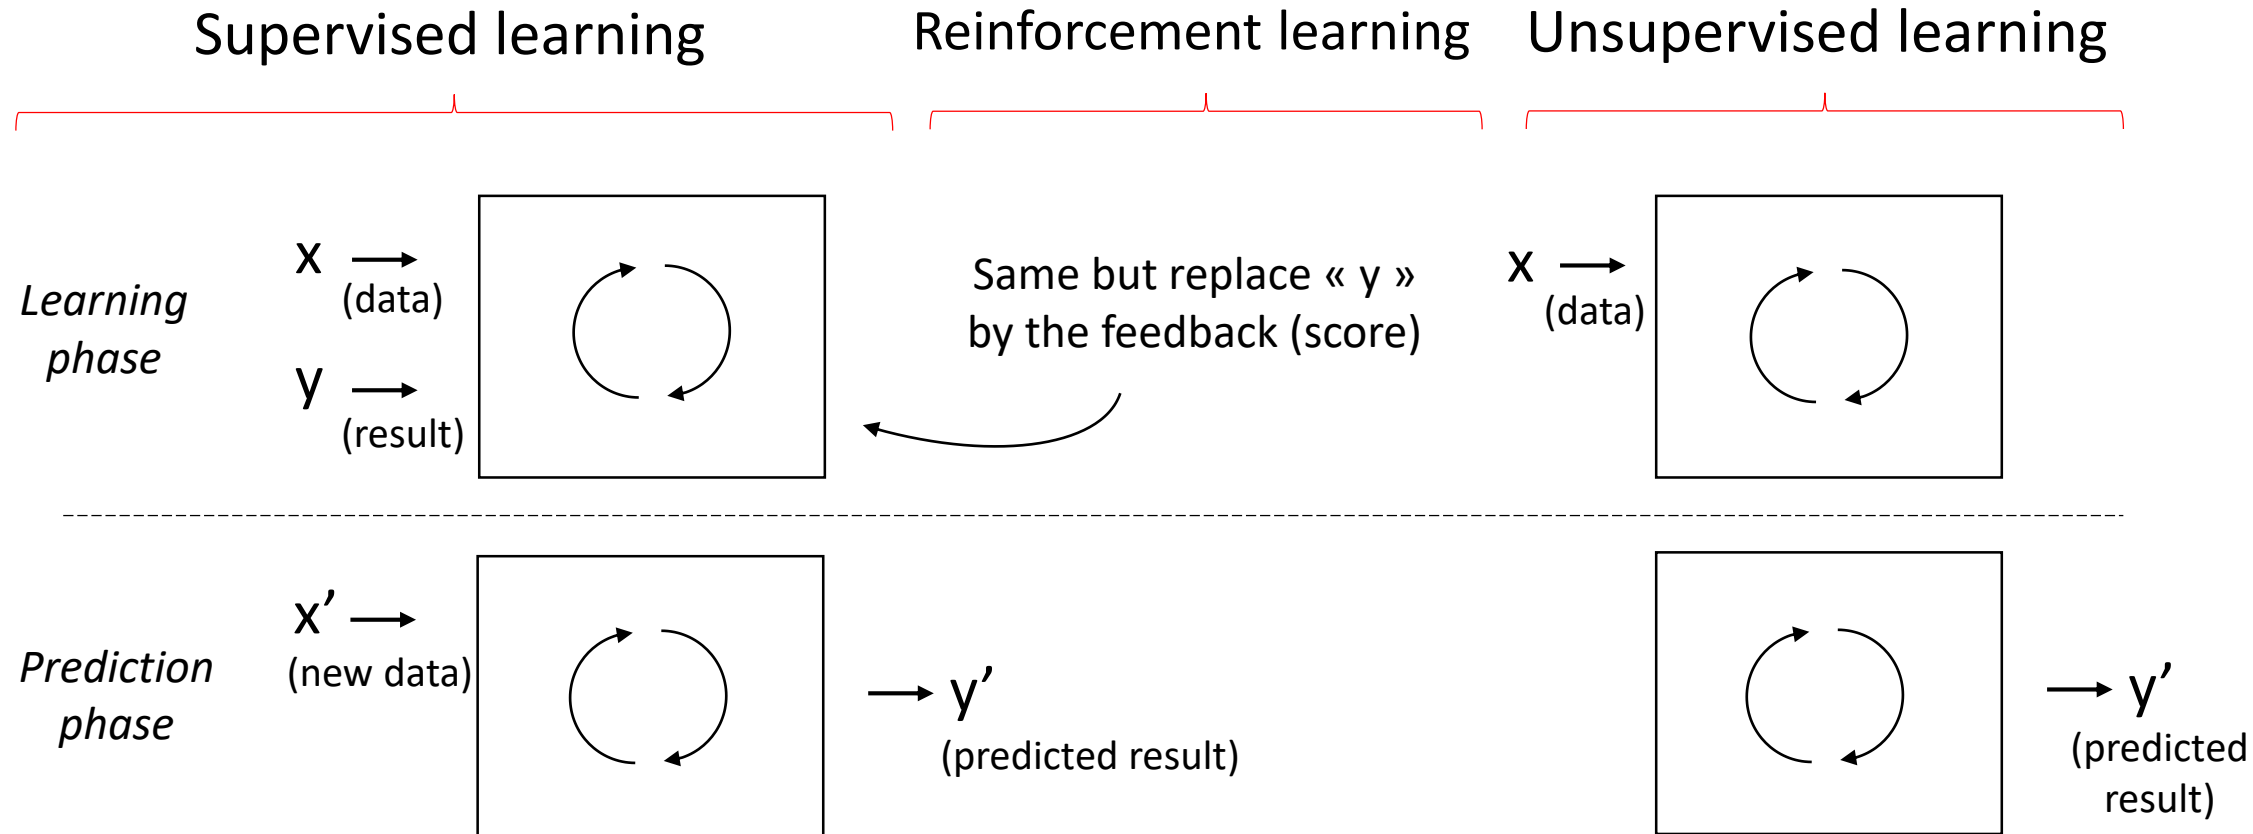 Supervised learning
Reinforcement learning
Unsupervised learning
Learning
phase
x
(data)
y
(result)
Same but replace « y »
by the feedback (score)
x
(data)
Prediction
phase
x’
(new data)
y’
(predicted result)
y’
(predicted
result)